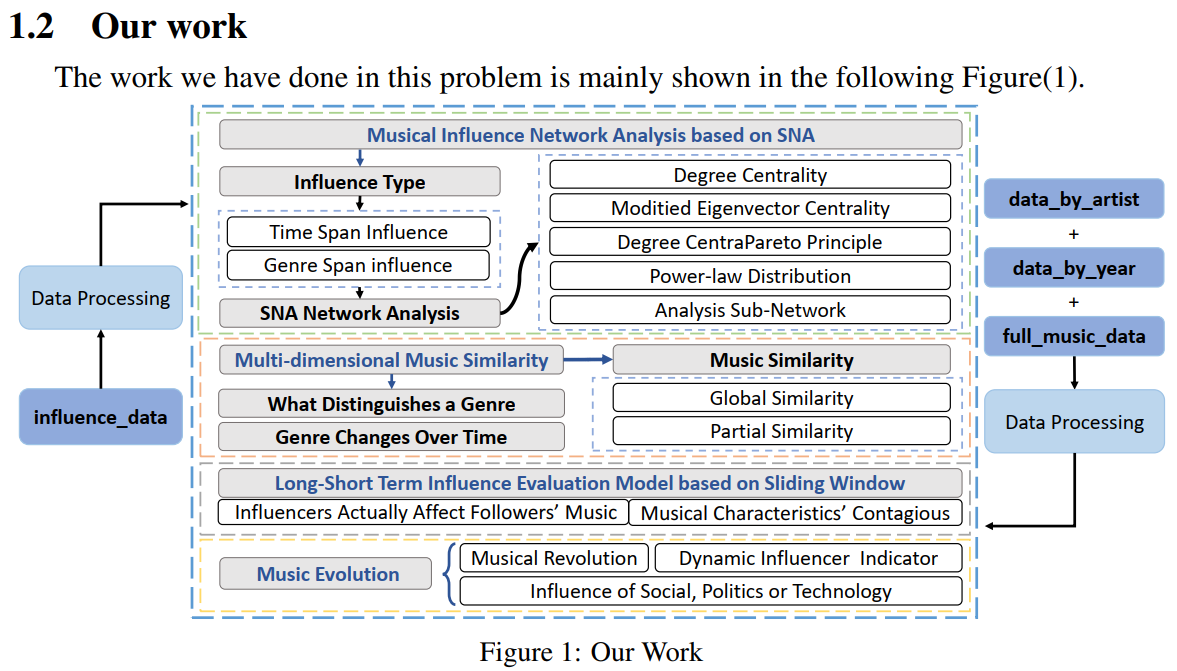 1.2 Our work
The work we have done in this problem is mainly shown in the following Figure(1).
Musical Influence Network Analysis based on SNA
Influence Type
Time Span Influence
Genre Span influence
SNA Network Analysis
Degree Centrality
Moditied Eigenvector Centrality
Degree CentraPareto Principle
Power-law Distribution
Analysis Sub-Network
Data Processing
influence_data
data_by_artist
+
data_by_year
+
full_music_data
Data Processing
Multi-dimensional Music Similarity
Music Similarity
What Distinguishes a Genre
Genre Changes Over Time
Global Similarity
Partial Similarity
Long-Short Term Influence Evaluation Model based on Sliding Window
Influencers Actually Affect Followers’ Music
Musical Characteristics’ Contagious
Music Evolution
Musical Revolution
Dynamic Influencer Indicator
Influence of Social, Politics or Technology
Figure 1: Our Work